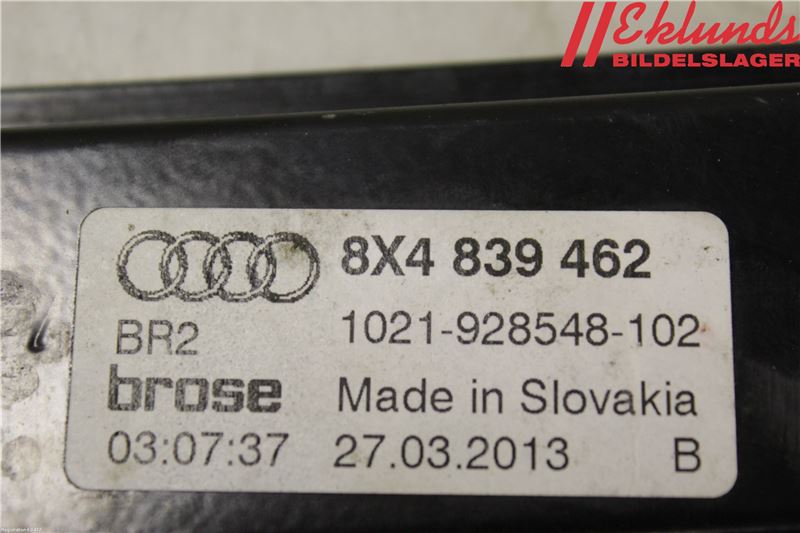 Eklunds
BILDELSLAGER
8X4 839 462
BR2
1021-928548-102
brose
Made in Slovakia
03:07:37
27.03.2013
B